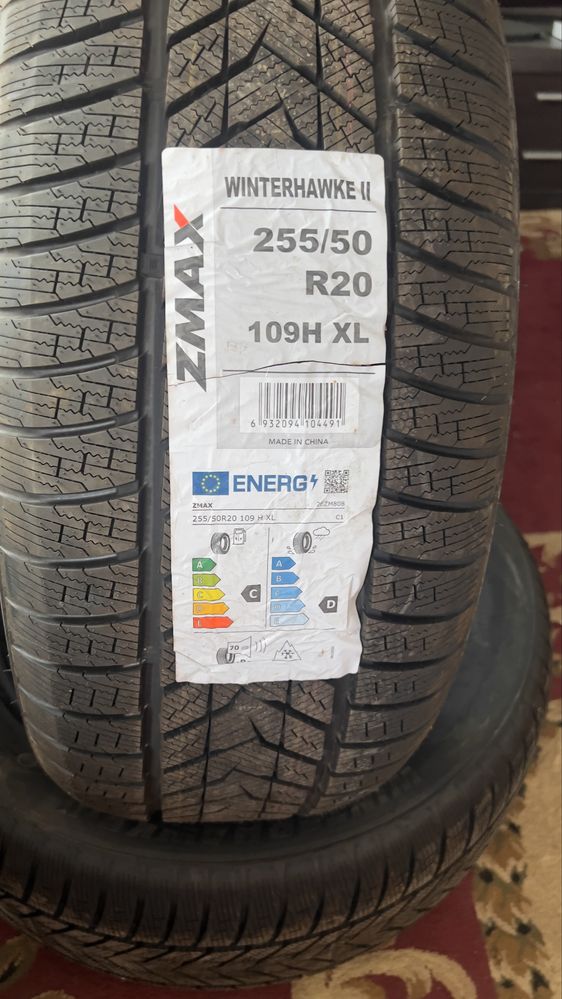 ZMAX
WINTERHAWKE II
255/50
R20
109H XL
6 932094 104491
MADE IN CHINA
ENERG
ZMAX 26ZM808
255/50R20 109 H XL C1
A A
B B
C C C
D D D
E E
70
B